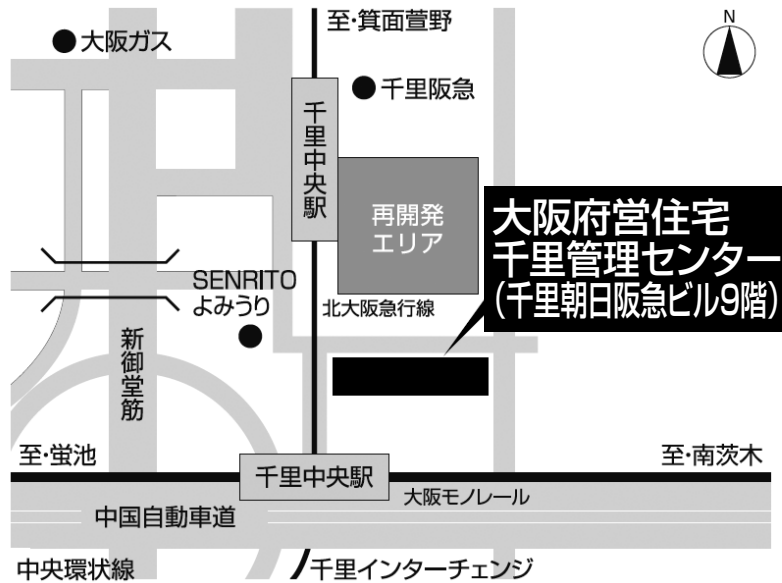 至・箕面萱野
N
大阪ガス
千里阪急
千里中央駅
再開発
エリア
大阪府営住宅
千里管理センター
(千里朝日阪急ビル9階)
SENRITO
よみうり
北大阪急行線
新御堂筋
至・蛍池
至・南茨木
千里中央駅
大阪モノレール
中国自動車道
中央環状線
千里インターチェンジ